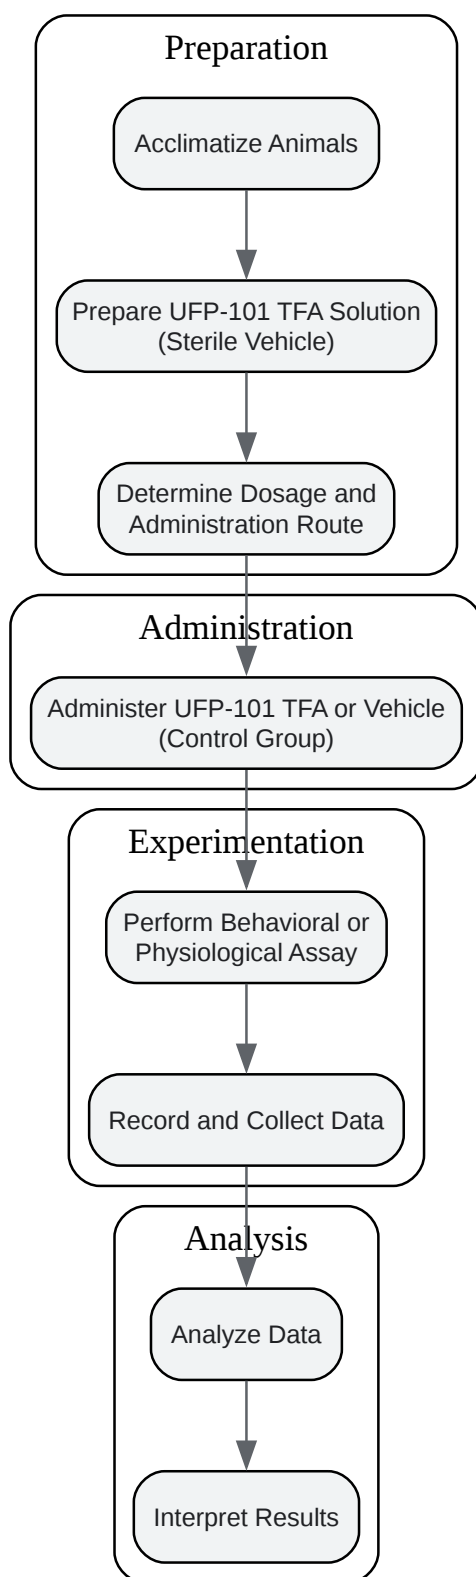 Preparation
Acclimatize Animals
Prepare UFP-101 TFA Solution
(Sterile Vehicle)
Determine Dosage and
Administration Route
Administration
Administer UFP-101 TFA or Vehicle
(Control Group)
Experimentation
Perform Behavioral or
Physiological Assay
Record and Collect Data
Analysis
Analyze Data
Interpret Results